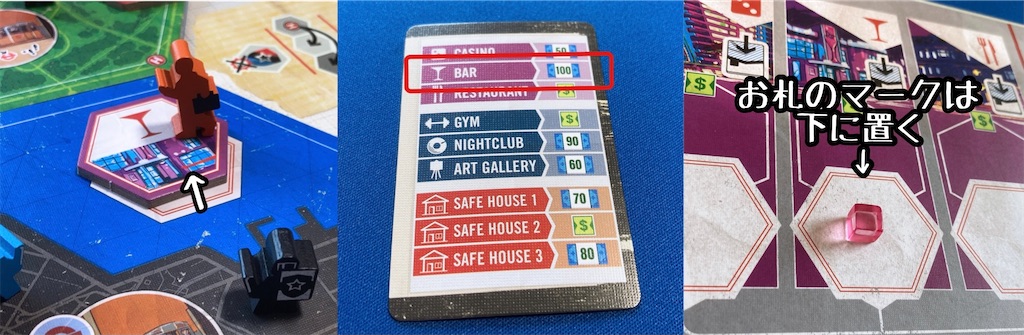 CASINO 50
BAR 100
RESTAURANT $
GYM $
NIGHTCLUB 90
ART GALLERY 60
SAFE HOUSE 1 70
SAFE HOUSE 2 $
SAFE HOUSE 3 80
$
$
お札のマークは
下に置く